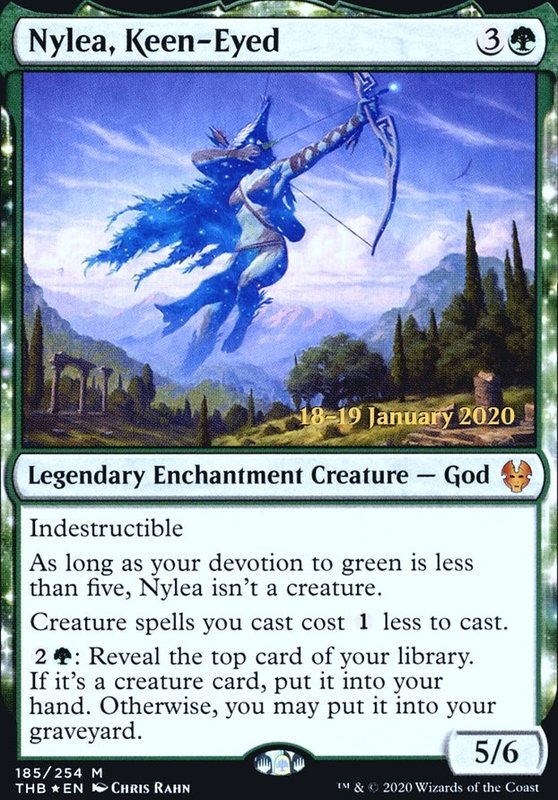 Nylea, Keen-Eyed 3
18-19 January 2020
Legendary Enchantment Creature — God
Indestructible
As long as your devotion to green is less
than five, Nylea isn't a creature.
Creature spells you cast cost 1 less to cast.
2 : Reveal the top card of your library.
If it's a creature card, put it into your
hand. Otherwise, you may put it into your
graveyard.
5/6
185/254 M
THB ★ EN Chris Rahn
™ & © 2020 Wizards of the Coast